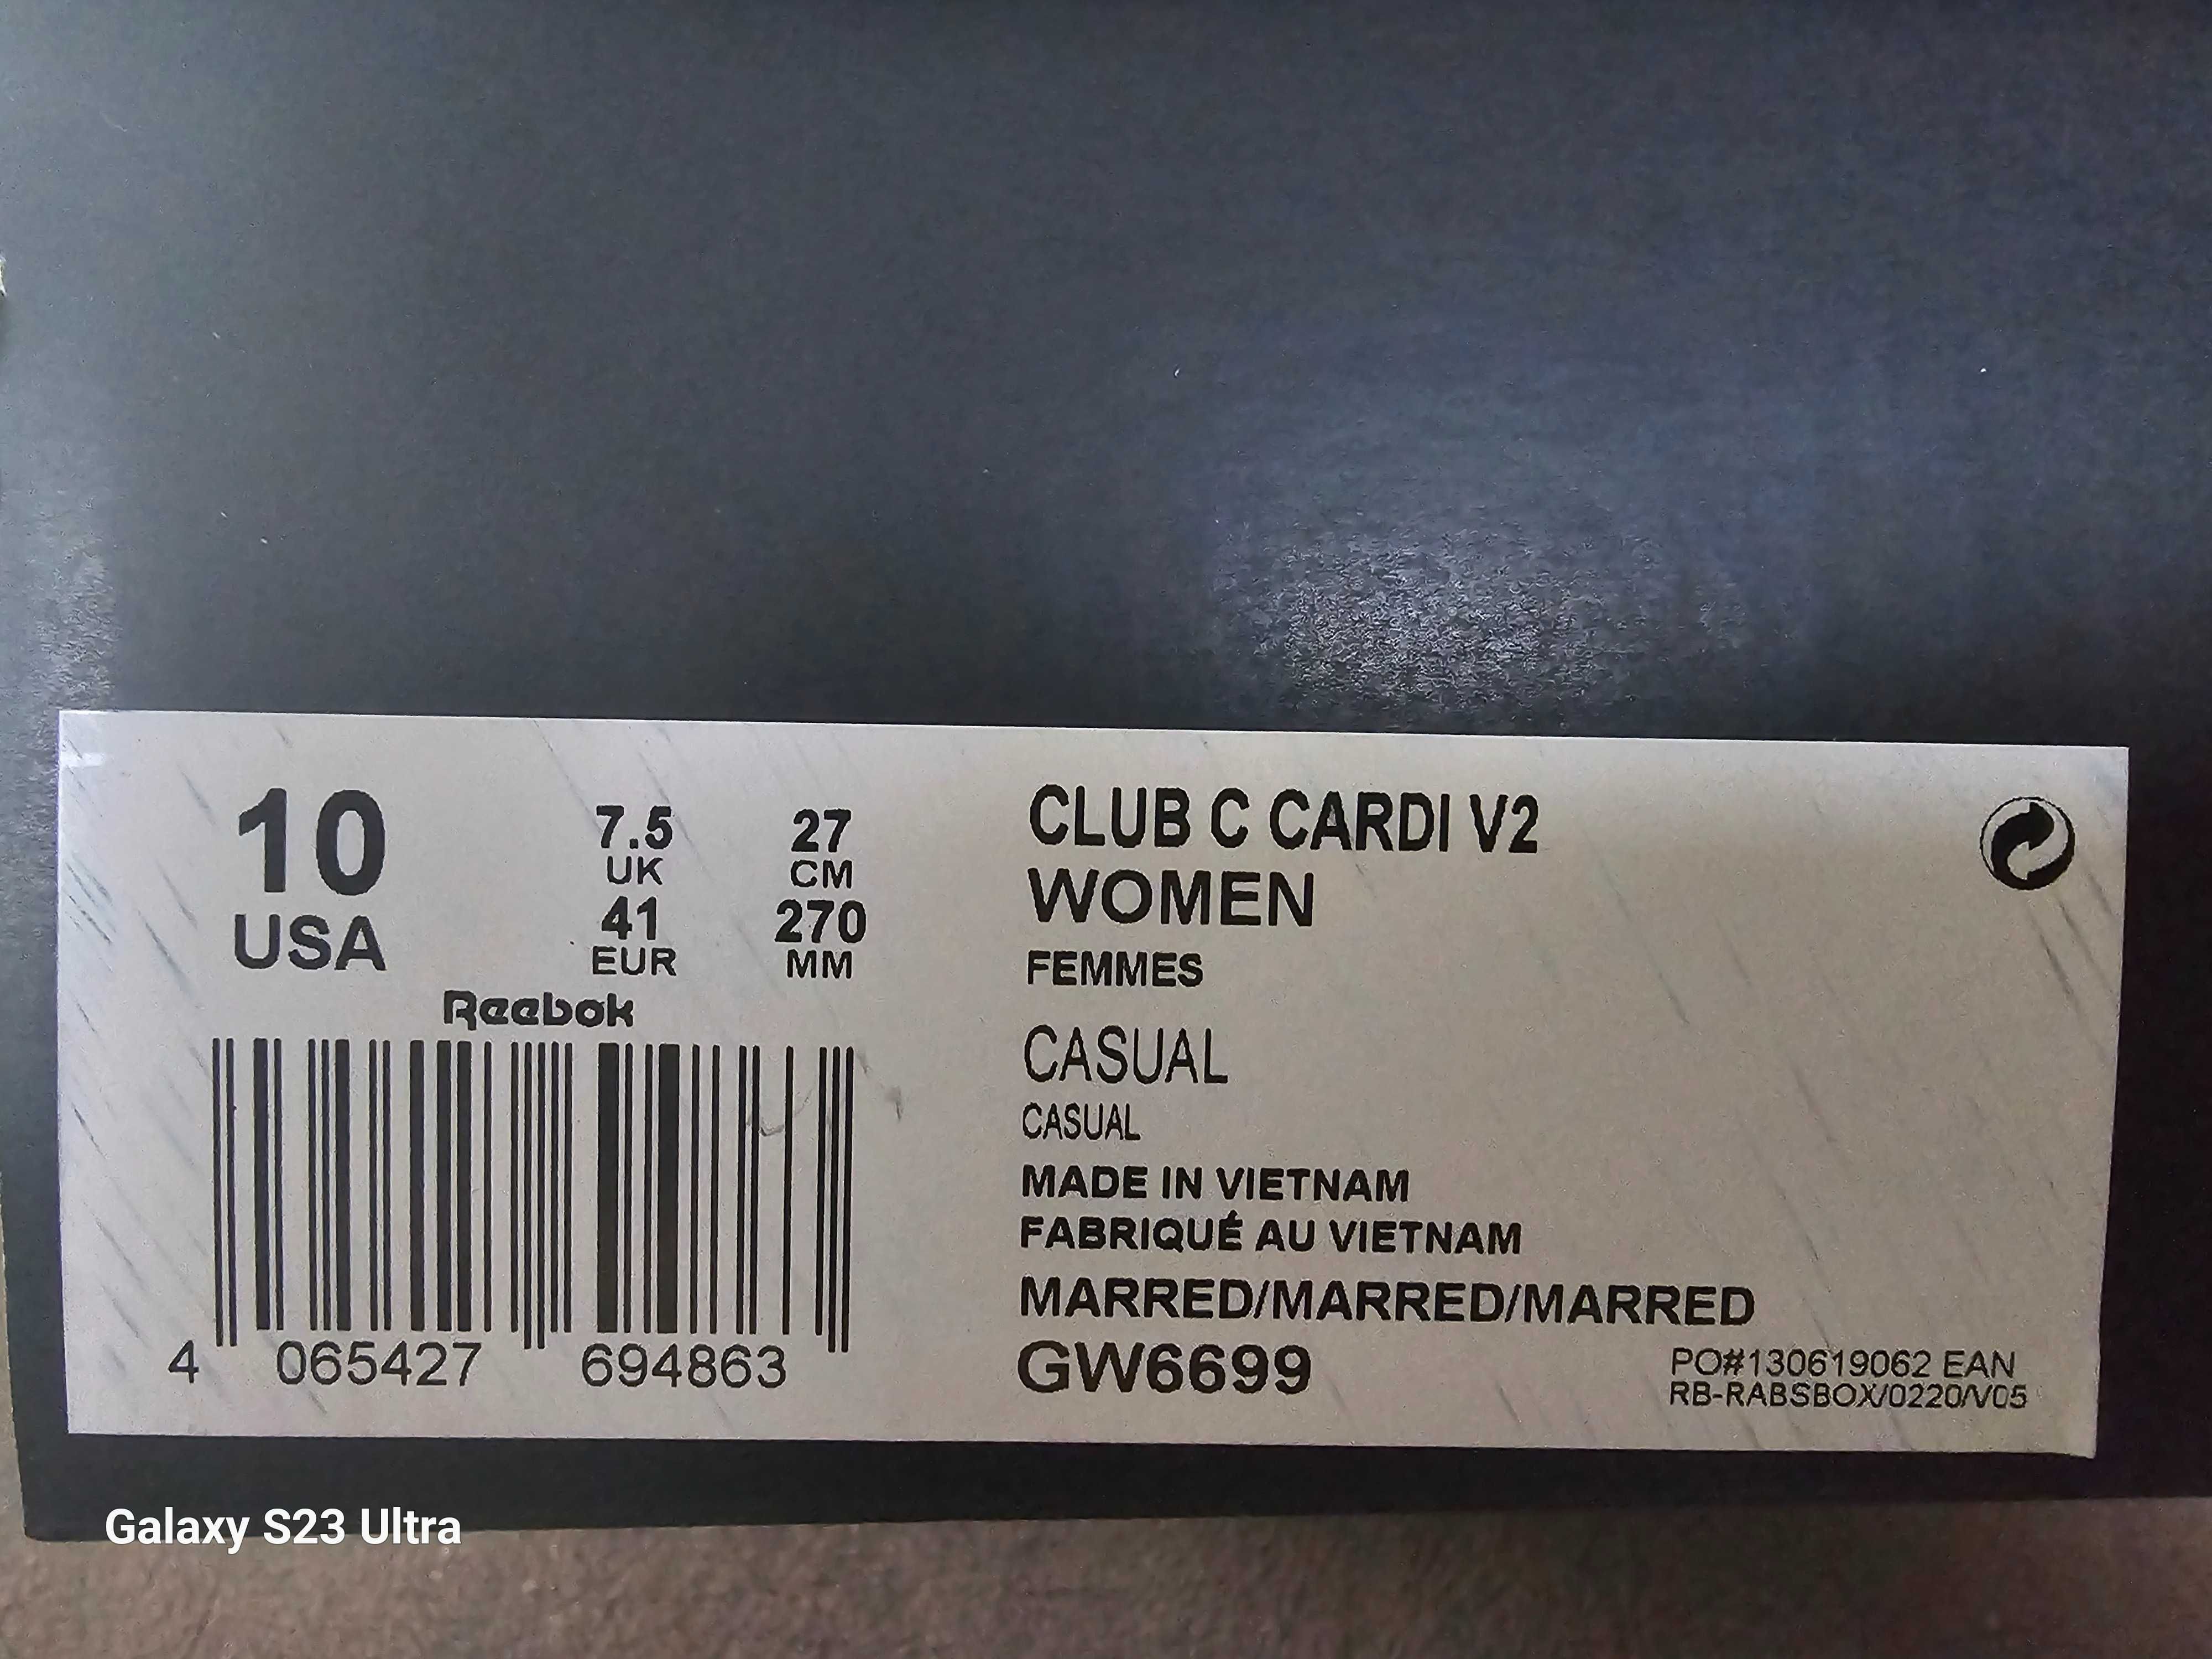 10
USA
7.5
UK
41
EUR
27
CM
270
MM
Reebok
4 065427 694863
CLUB C CARDI V2
WOMEN
FEMMES
CASUAL
CASUAL
MADE IN VIETNAM
FABRIQUÉ AU VIETNAM
MARRED/MARRED/MARRED
GW6699
PO#130619062 EAN
RB-RABSBOX/0220/V05
Galaxy S23 Ultra